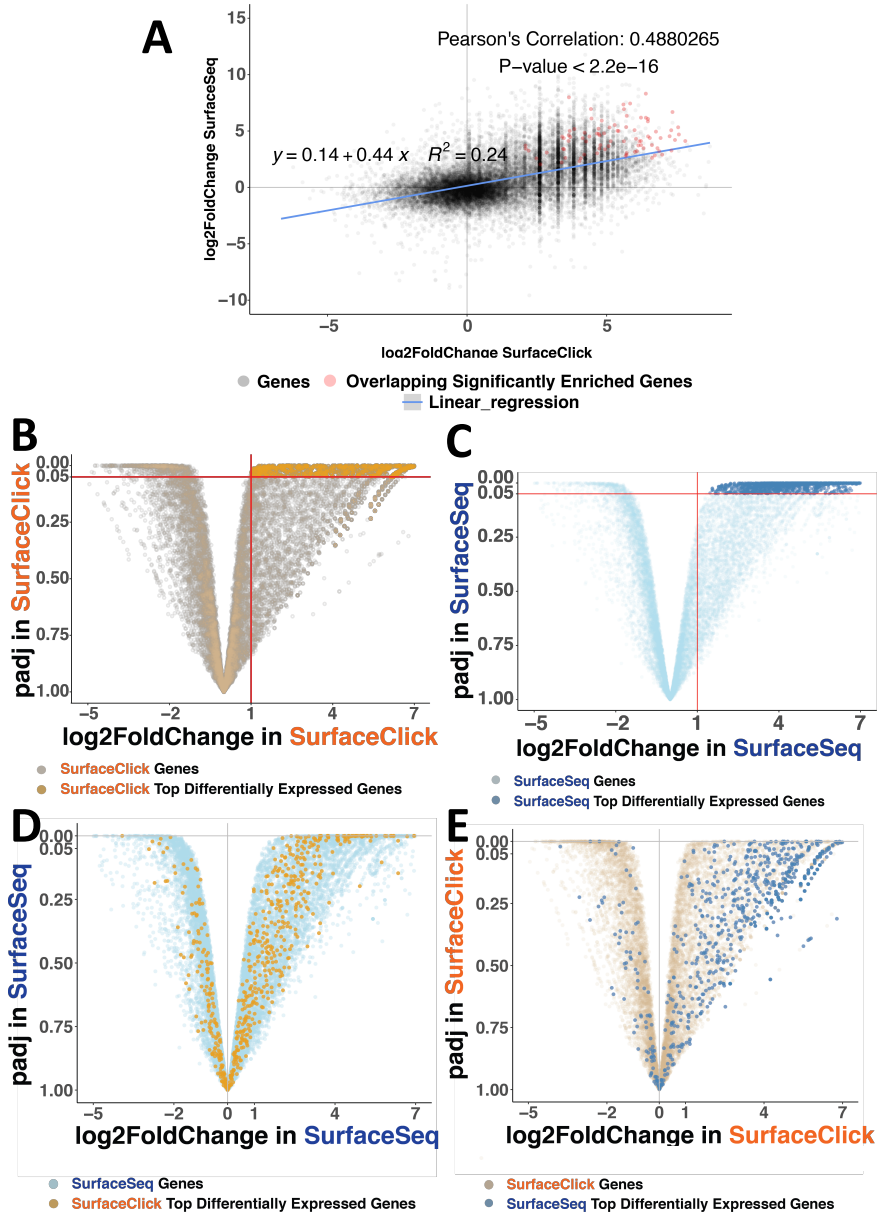 A
15
10
5
0
−5
−10
log2FoldChange SurfaceSeq
Pearson's Correlation: 0.4880265
P−value < 2.2e−16
y = 0.14 + 0.44 x R² = 0.24
−5 0 5
log2FoldChange SurfaceClick
Genes Overlapping Significantly Enriched Genes
Linear_regression
B
0.00
0.05
0.25
0.50
0.75
1.00
padj in SurfaceClick
−5 −2 1 4 7
log2FoldChange in SurfaceClick
SurfaceClick Genes
SurfaceClick Top Differentially Expressed Genes
C
0.00
0.05
0.25
0.50
0.75
1.00
padj in SurfaceSeq
−5 −2 1 4 7
log2FoldChange in SurfaceSeq
SurfaceSeq Genes
SurfaceSeq Top Differentially Expressed Genes
D
0.00
0.05
0.25
0.50
0.75
1.00
padj in SurfaceSeq
−5 −2 0 1 4 7
log2FoldChange in SurfaceSeq
SurfaceSeq Genes
SurfaceClick Top Differentially Expressed Genes
E
0.00
0.05
0.25
0.50
0.75
1.00
padj in SurfaceClick
−5 −2 0 1 4 7
log2FoldChange in SurfaceClick
SurfaceClick Genes
SurfaceSeq Top Differentially Expressed Genes